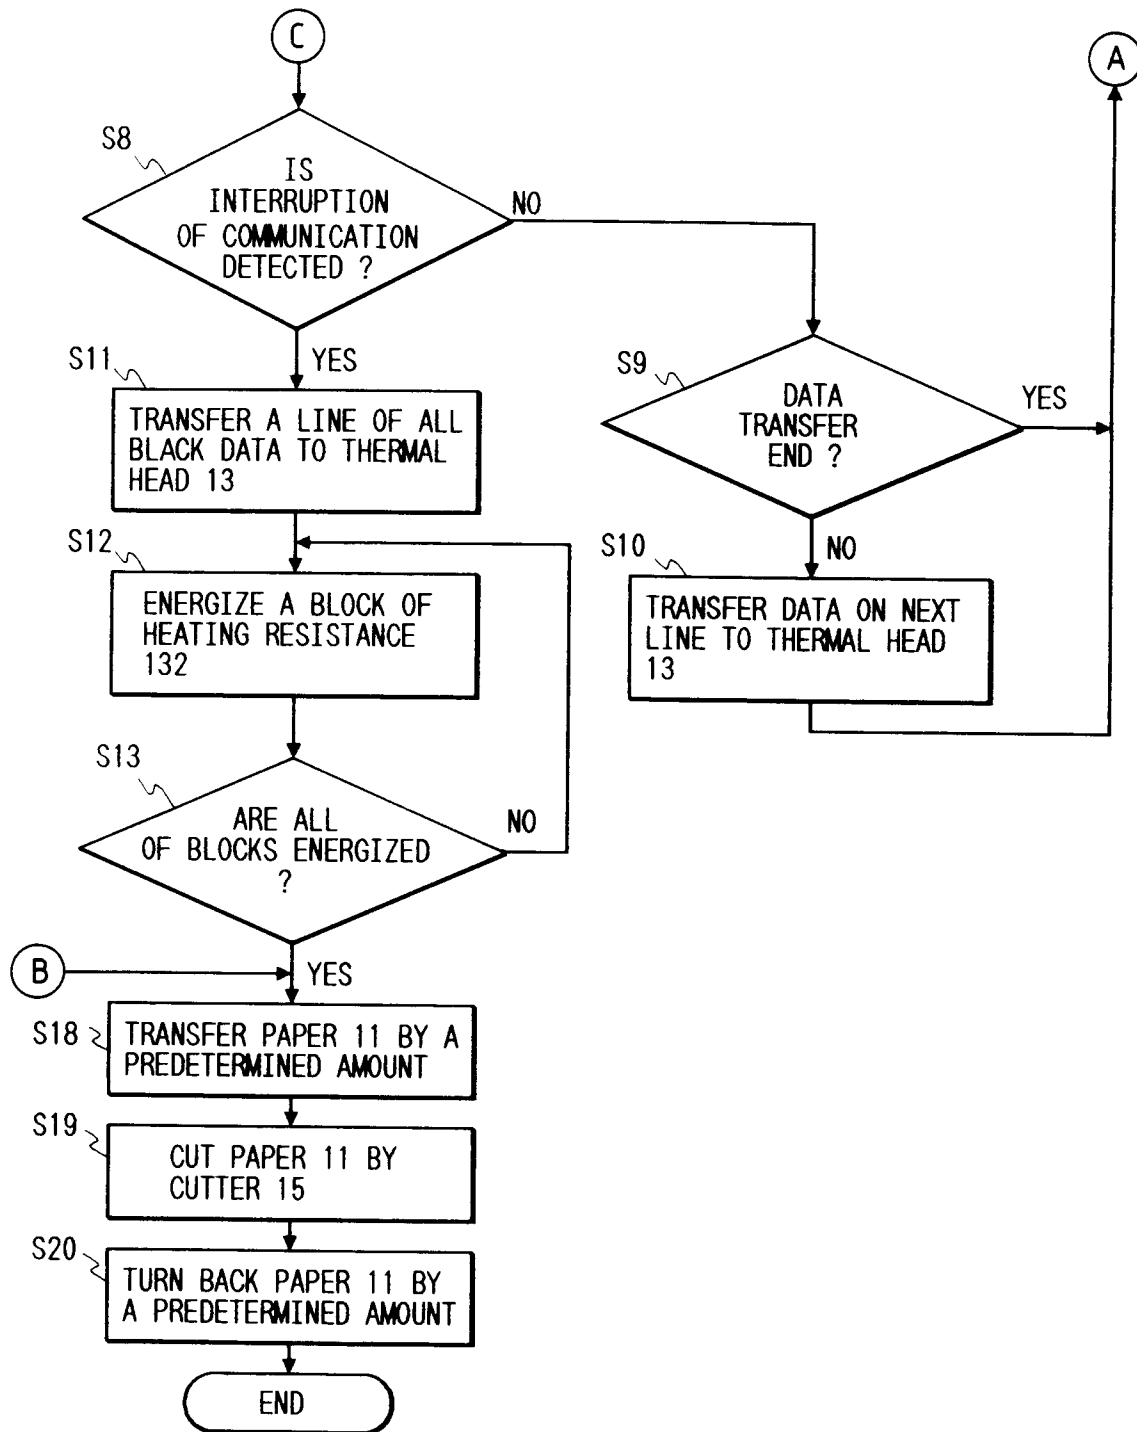 C
A
S8
IS
INTERRUPTION
OF COMMUNICATION
DETECTED ?
NO
YES
S11
TRANSFER A LINE OF ALL
BLACK DATA TO THERMAL
HEAD 13
S9
DATA
TRANSFER
END ?
YES
NO
S10
TRANSFER DATA ON NEXT
LINE TO THERMAL HEAD
13
S12
ENERGIZE A BLOCK OF
HEATING RESISTANCE
132
S13
ARE ALL
OF BLOCKS ENERGIZED
?
NO
B
YES
S18
TRANSFER PAPER 11 BY A
PREDETERMINED AMOUNT
S19
CUT PAPER 11 BY
CUTTER 15
S20
TURN BACK PAPER 11 BY
A PREDETERMINED AMOUNT
END